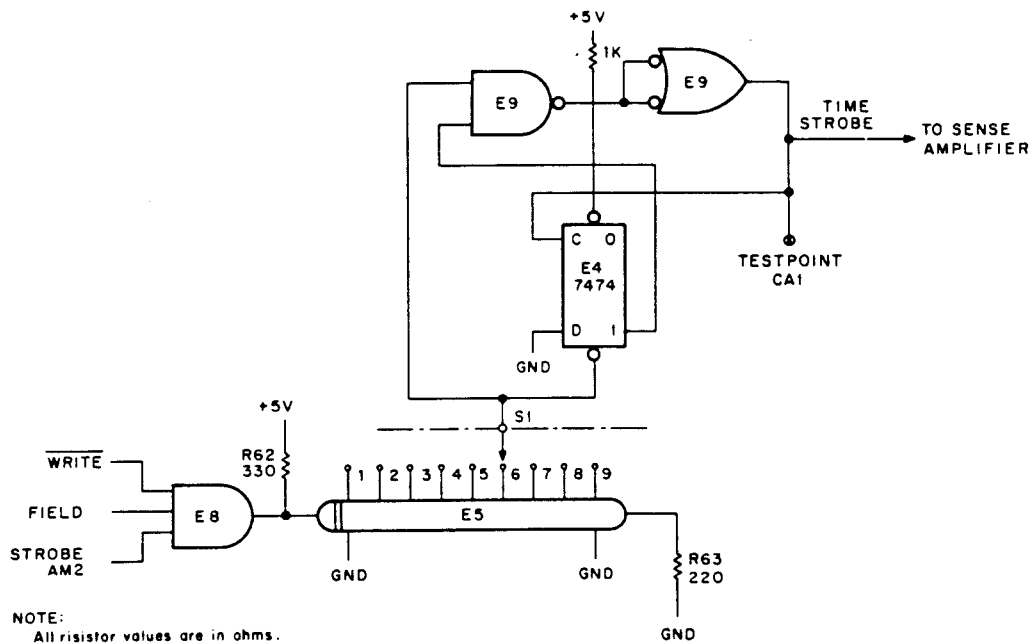 +5V
1K
E9
E9
TIME
STROBE
TO SENSE
AMPLIFIER
C 0
E4
7474
D 1
TESTPOINT
CA1
GND
+5V
S1
R62
330
WRITE
1 2 3 4 5 6 7 8 9
FIELD
E8
E5
STROBE
AM2
GND
GND
R63
220
GND
NOTE:
All risistor values are in ohms.